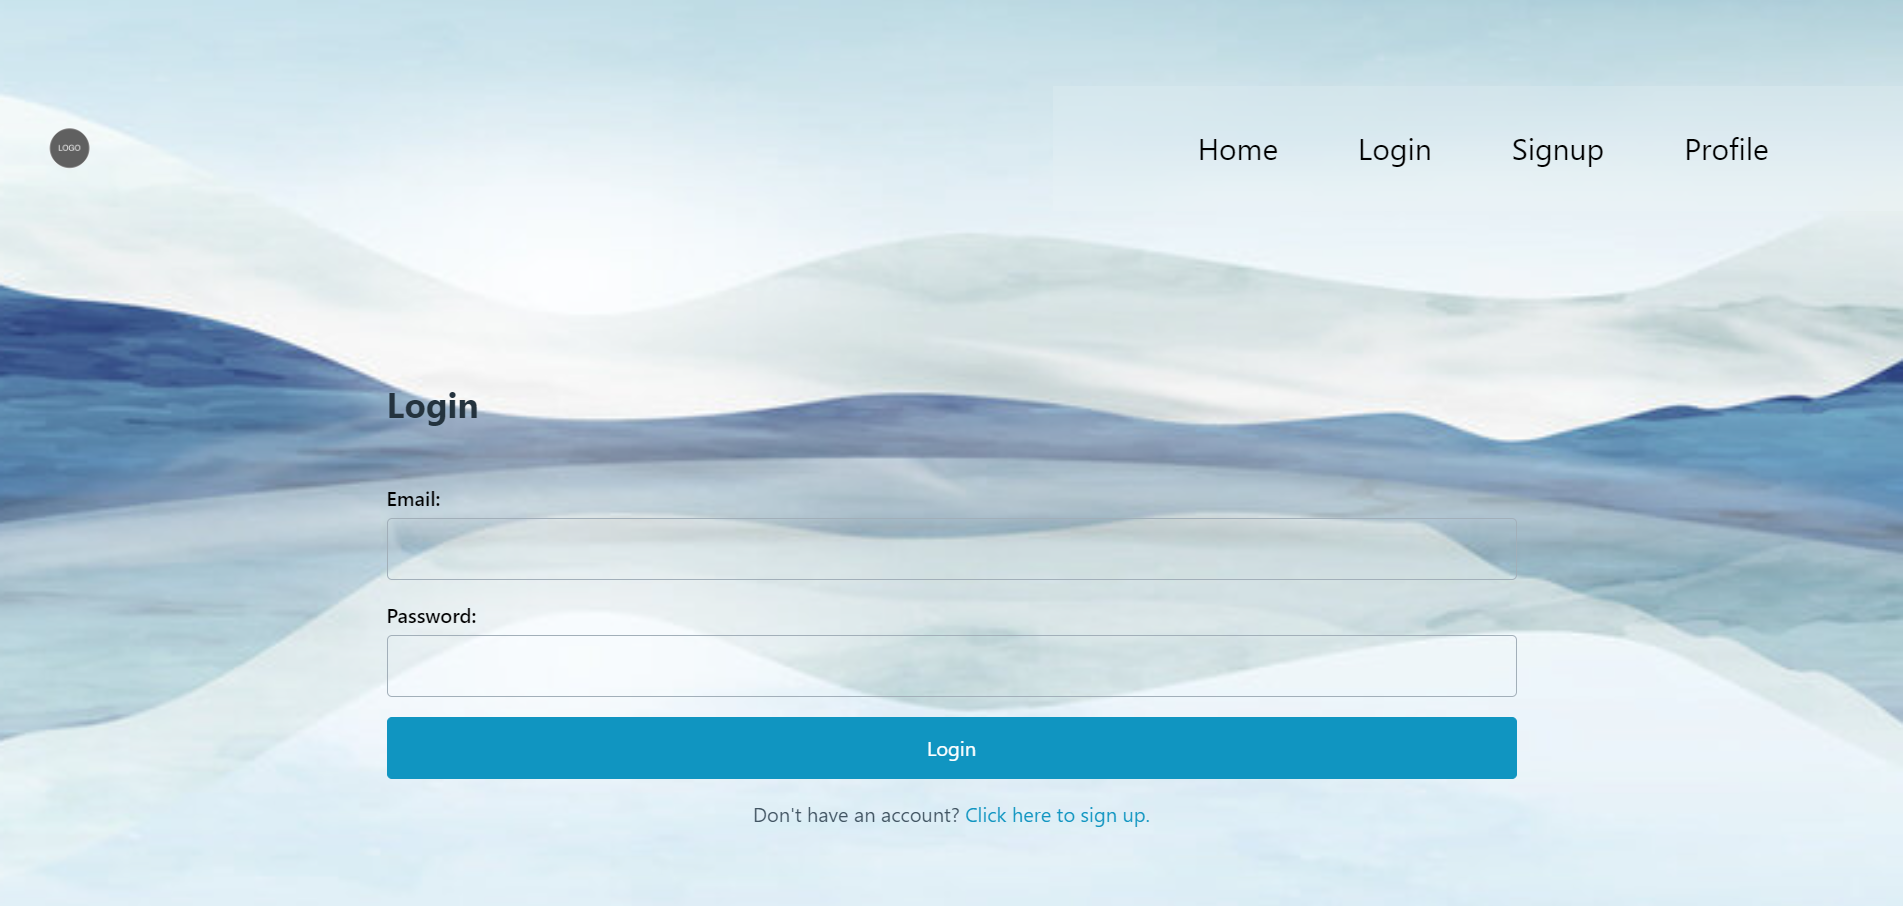 LOGO
Home Login Signup Profile
Login
Email:
Password:
Login
Don't have an account? Click here to sign up.